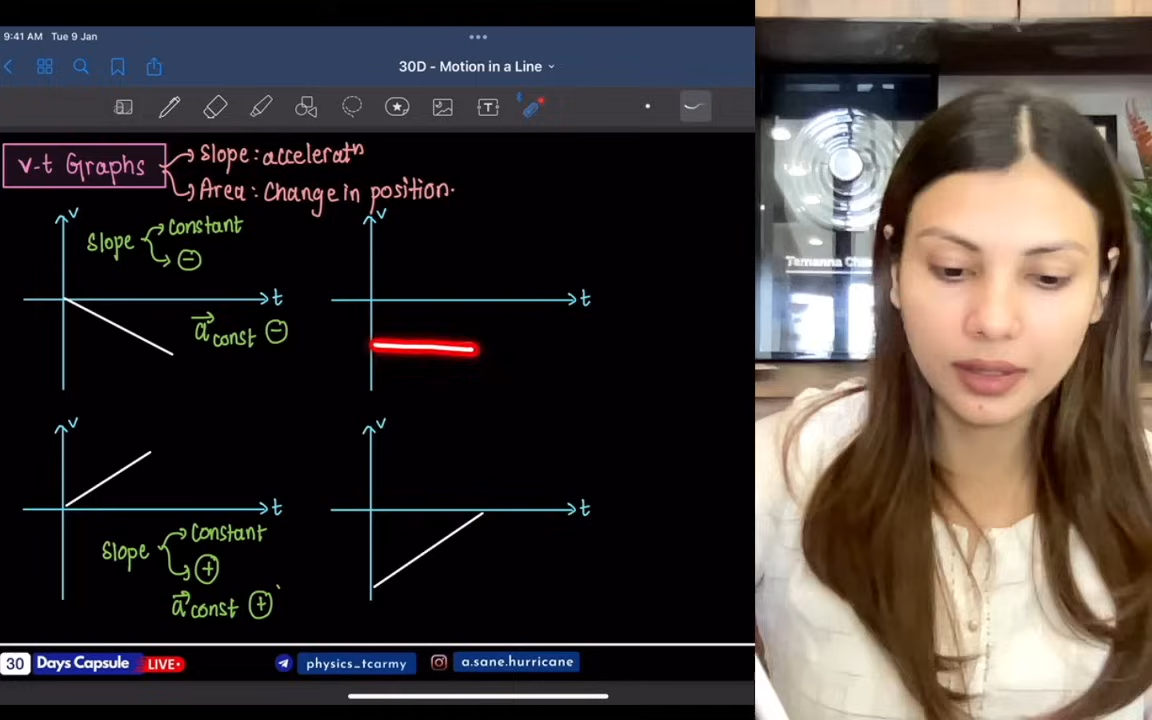 9:41 AM Tue 9 Jan
30D - Motion in a Line
v-t Graphs
Slope : acceleratⁿ
Area : Change in position.
v
Slope
Constant
−
t
a⃗ const −
v
t
v
t
Slope
Constant
+
a⃗ const +
v
t
30 Days Capsule LIVE
physics_tcarmy
a.sane.hurricane